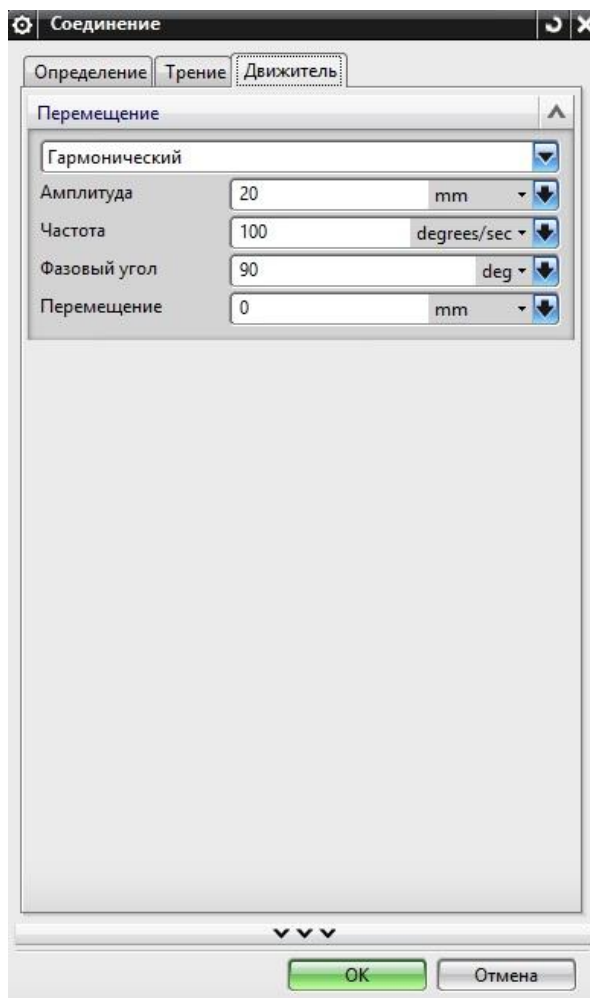 Соединение
Определение Трение Движитель
Перемещение
Гармонический
Амплитуда 20 mm
Частота 100 degrees/sec
Фазовый угол 90 deg
Перемещение 0 mm
OK Отмена